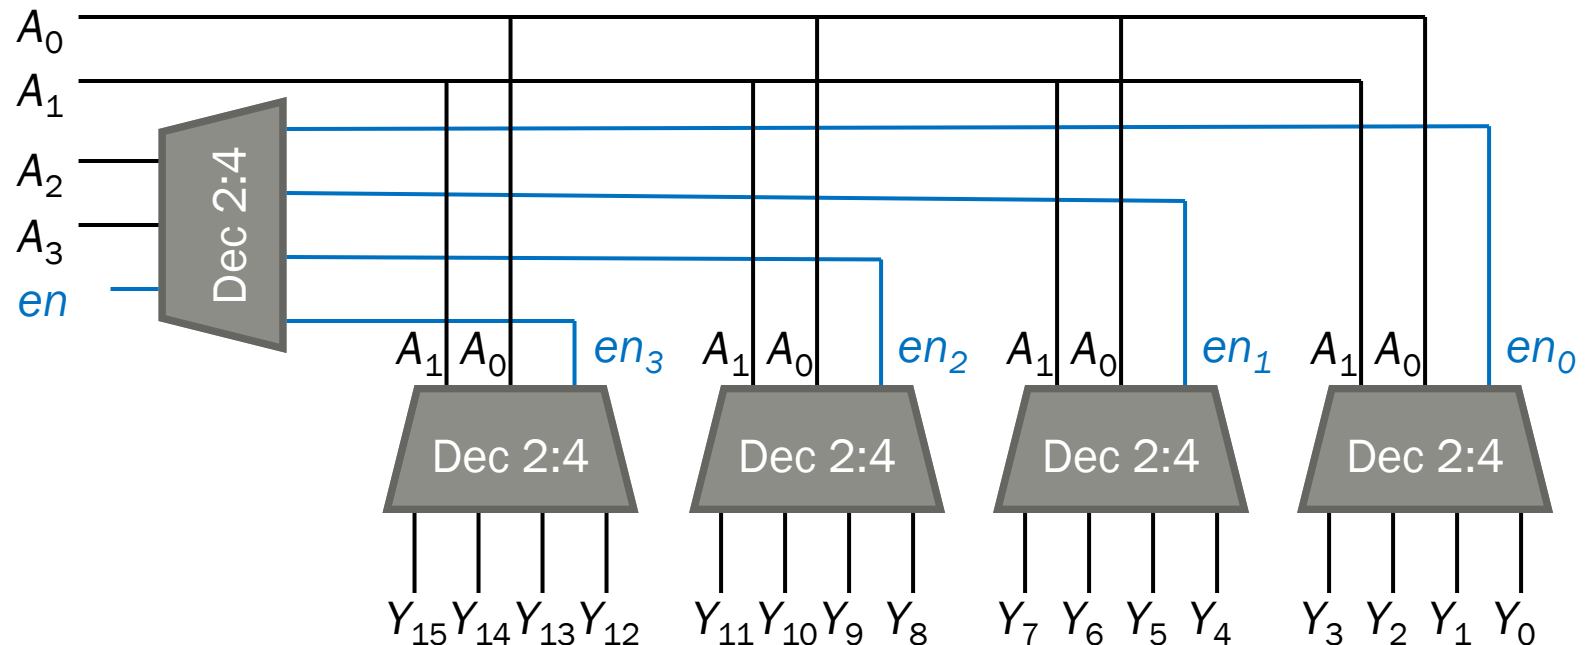 A0
A1
A2
A3
en
Dec 2:4
A1 A0 en3 A1 A0 en2 A1 A0 en1 A1 A0 en0
Dec 2:4 Dec 2:4 Dec 2:4 Dec 2:4
Y15 Y14 Y13 Y12 Y11 Y10 Y9 Y8 Y7 Y6 Y5 Y4 Y3 Y2 Y1 Y0